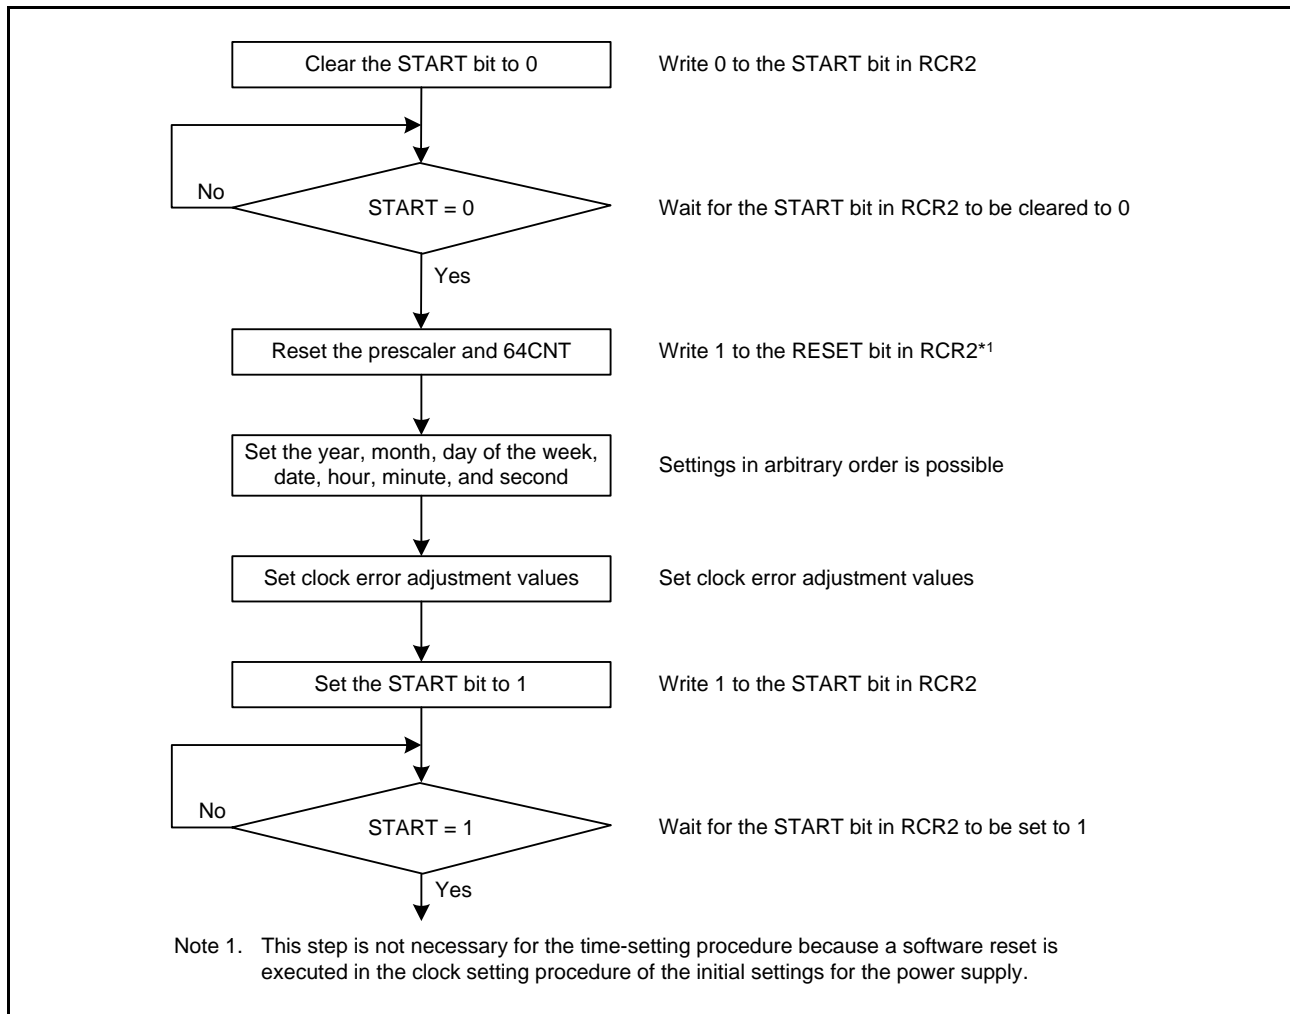 Clear the START bit to 0
Write 0 to the START bit in RCR2
No
START = 0
Wait for the START bit in RCR2 to be cleared to 0
Yes
Reset the prescaler and 64CNT
Write 1 to the RESET bit in RCR2*1
Set the year, month, day of the week,
date, hour, minute, and second
Settings in arbitrary order is possible
Set clock error adjustment values
Set clock error adjustment values
Set the START bit to 1
Write 1 to the START bit in RCR2
No
START = 1
Wait for the START bit in RCR2 to be set to 1
Yes
Note 1. This step is not necessary for the time-setting procedure because a software reset is
executed in the clock setting procedure of the initial settings for the power supply.